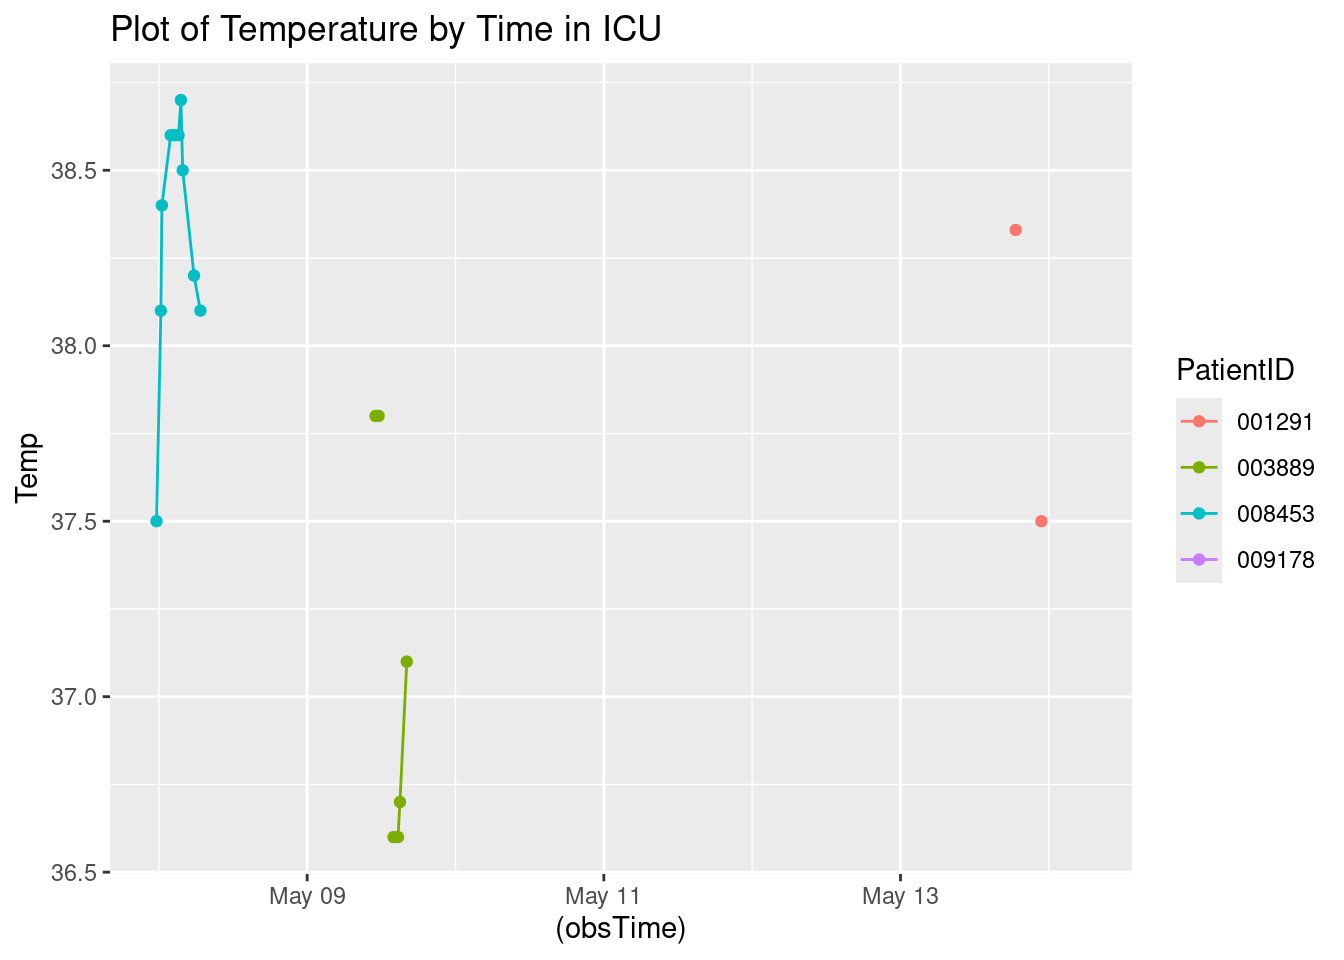 Plot of Temperature by Time in ICU
38.5
38.0
37.5
37.0
36.5
Temp
May 09
May 11
May 13
(obsTime)
PatientID
001291
003889
008453
009178